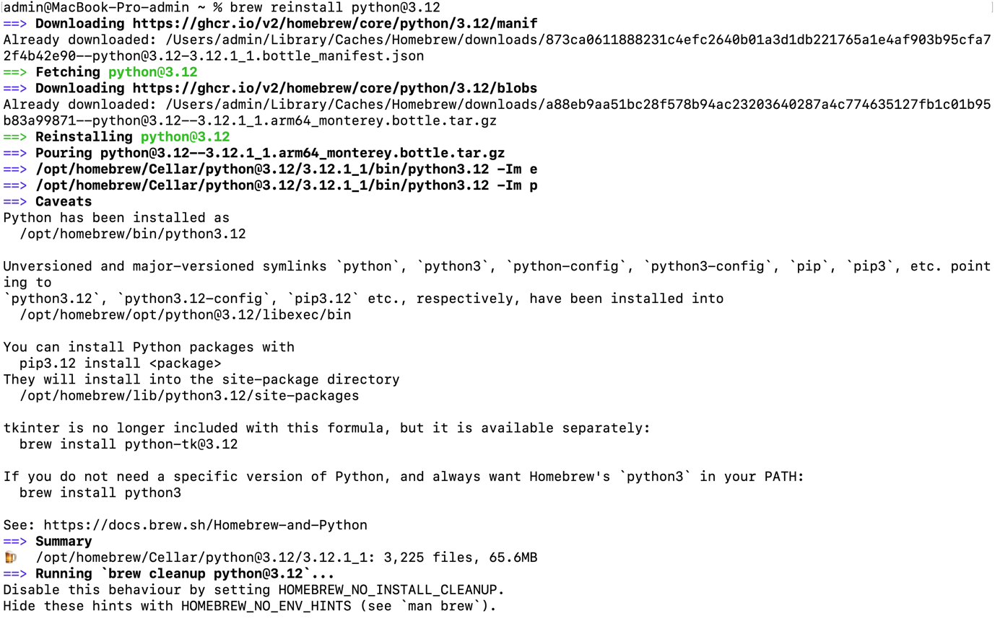 admin@MacBook-Pro-admin ~ % brew reinstall python@3.12
==> Downloading https://ghcr.io/v2/homebrew/core/python/3.12/manif
Already downloaded: /Users/admin/Library/Caches/Homebrew/downloads/873ca0611888231c4efc2640b01a3d1db221765a1e4af903b95cfa7
2f4b42e90--python@3.12-3.12.1_1.bottle_manifest.json
==> Fetching python@3.12
==> Downloading https://ghcr.io/v2/homebrew/core/python/3.12/blobs
Already downloaded: /Users/admin/Library/Caches/Homebrew/downloads/a88eb9aa51bc28f578b94ac23203640287a4c774635127fb1c01b95
b83a99871--python@3.12--3.12.1_1.arm64_monterey.bottle.tar.gz
==> Reinstalling python@3.12
==> Pouring python@3.12--3.12.1_1.arm64_monterey.bottle.tar.gz
==> /opt/homebrew/Cellar/python@3.12/3.12.1_1/bin/python3.12 -Im e
==> /opt/homebrew/Cellar/python@3.12/3.12.1_1/bin/python3.12 -Im p
==> Caveats
Python has been installed as
  /opt/homebrew/bin/python3.12

Unversioned and major-versioned symlinks `python`, `python3`, `python-config`, `python3-config`, `pip`, `pip3`, etc. point
ing to
`python3.12`, `python3.12-config`, `pip3.12` etc., respectively, have been installed into
  /opt/homebrew/opt/python@3.12/libexec/bin

You can install Python packages with
  pip3.12 install <package>
They will install into the site-package directory
  /opt/homebrew/lib/python3.12/site-packages

tkinter is no longer included with this formula, but it is available separately:
  brew install python-tk@3.12

If you do not need a specific version of Python, and always want Homebrew's `python3` in your PATH:
  brew install python3

See: https://docs.brew.sh/Homebrew-and-Python
==> Summary
🍺  /opt/homebrew/Cellar/python@3.12/3.12.1_1: 3,225 files, 65.6MB
==> Running `brew cleanup python@3.12`...
Disable this behaviour by setting HOMEBREW_NO_INSTALL_CLEANUP.
Hide these hints with HOMEBREW_NO_ENV_HINTS (see `man brew`).